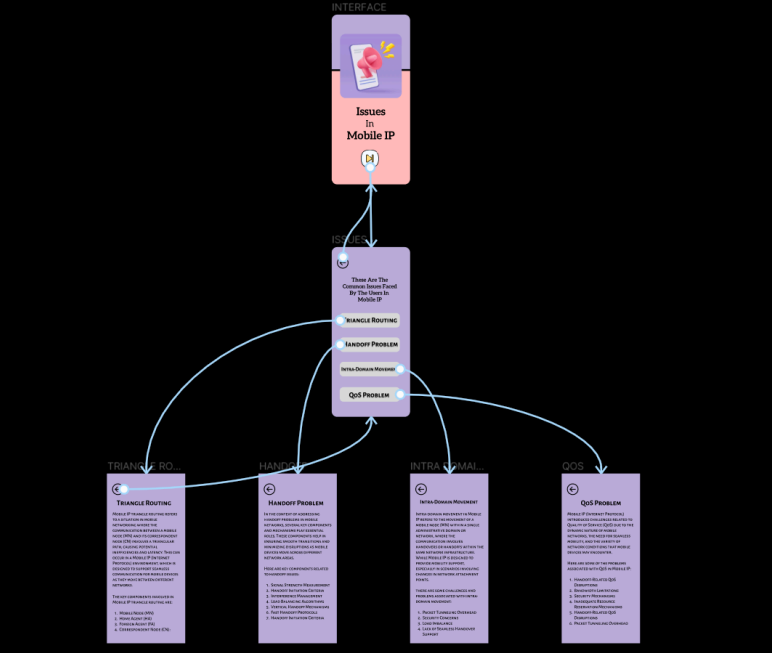 INTERFACE
Issues
In
Mobile IP
ISSUES
These Are The
Common Issues Faced
By The Users In
Mobile IP
TRIANGLE ROUTING
HANDOFF PROBLEM
INTRA-DOMAIN MOVEMENT
QOS PROBLEM
TRIANGLE RO...
HANDOFF
INTRA DOMAI...
QOS
TRIANGLE ROUTING
MOBILE IP TRIANGLE ROUTING REFERS
TO A SITUATION IN MOBILE
NETWORKING WHERE THE
COMMUNICATION BETWEEN A MOBILE
NODE (MN) AND ITS CORRESPONDENT
NODE (CN) FOLLOWS A TRIANGULAR
PATH, CAUSING POTENTIAL
INEFFICIENCIES AND LATENCY. THIS CAN
OCCUR IN A MOBILE IP (INTERNET
PROTOCOL) ENVIRONMENT, WHICH IS
DESIGNED TO SUPPORT SEAMLESS
COMMUNICATION FOR MOBILE DEVICES
AS THEY MOVE BETWEEN DIFFERENT
NETWORKS.
THE KEY COMPONENTS INVOLVED IN
MOBILE IP TRIANGLE ROUTING ARE:
1. MOBILE NODE (MN)
2. HOME AGENT (HA)
3. FOREIGN AGENT (FA)
4. CORRESPONDENT NODE (CN).
HANDOFF PROBLEM
IN THE CONTEXT OF ADDRESSING
HANDOFF PROBLEMS IN MOBILE
NETWORKS, SEVERAL KEY COMPONENTS
AND MECHANISMS PLAY ESSENTIAL
ROLES. THESE COMPONENTS HELP IN
ENSURING SMOOTH TRANSITIONS AND
MINIMIZING DISRUPTIONS AS MOBILE
DEVICES MOVE ACROSS DIFFERENT
NETWORK AREAS.
HERE ARE KEY COMPONENTS RELATED
TO HANDOFF ISSUES:
1. SIGNAL STRENGTH MEASUREMENT
2. HANDOFF INITIATION CRITERIA
3. INTERFERENCE MANAGEMENT
4. LOAD BALANCING ALGORITHMS
5. VERTICAL HANDOFF MECHANISMS
6. FAST HANDOFF PROTOCOLS
7. HANDOFF INITIATION CRITERIA
INTRA-DOMAIN MOVEMENT
INTRA DOMAIN MOVEMENT IN MOBILE
IP REFERS TO THE MOVEMENT OF A
MOBILE NODE (MN) WITHIN A SINGLE
ADMINISTRATIVE DOMAIN OR
NETWORK, WHERE THE
COMMUNICATION INVOLVES
HANDOVERS OR HANDOFFS WITHIN THE
SAME NETWORK INFRASTRUCTURE.
WHILE MOBILE IP IS DESIGNED TO
PROVIDE MOBILITY SUPPORT,
ESPECIALLY IN SCENARIOS INVOLVING
CHANGES IN NETWORK ATTACHMENT
POINTS.
THERE ARE SOME CHALLENGES AND
PROBLEMS ASSOCIATED WITH INTRA-
DOMAIN MOVEMENT:
1. PACKET TUNNELING OVERHEAD
2. SECURITY CONCERNS
3. LOAD IMBALANCE
4. LACK OF SEAMLESS HANDOVER
SUPPORT
QOS PROBLEM
MOBILE IP (INTERNET PROTOCOL)
INTRODUCES CHALLENGES RELATED TO
QUALITY OF SERVICE (QOS) DUE TO THE
DYNAMIC NATURE OF MOBILE
NETWORKS, THE NEED FOR SEAMLESS
MOBILITY, AND THE VARIETY OF
NETWORK CONDITIONS THAT MOBILE
DEVICES MAY ENCOUNTER.
HERE ARE SOME OF THE PROBLEMS
ASSOCIATED WITH QOS IN MOBILE IP:
1. HANDOFF-RELATED QOS
DISRUPTIONS
2. BANDWIDTH LIMITATIONS
3. SECURITY MECHANISMS
4. INADEQUATE RESOURCE
RESERVATION MECHANISMS
5. HANDOFF-RELATED QOS
DISRUPTIONS
6. PACKET TUNNELING OVERHEAD